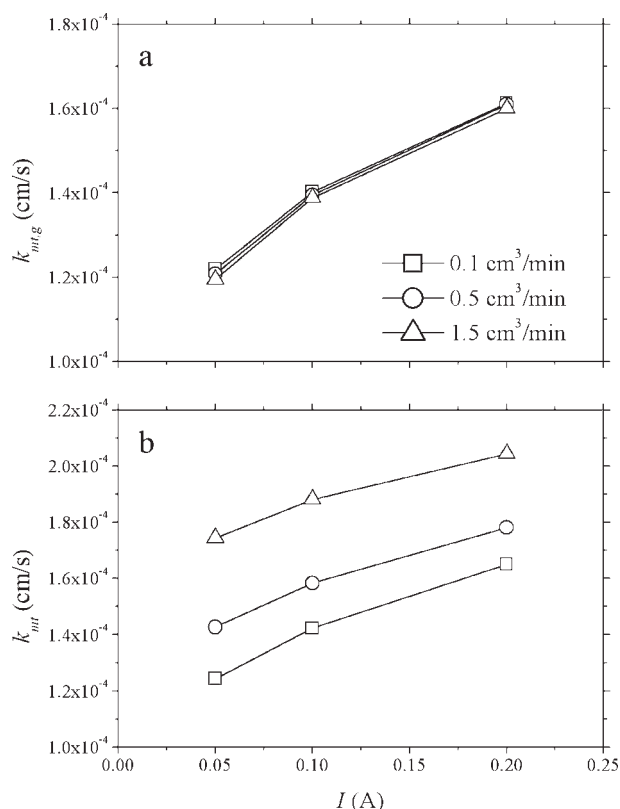 1.8x10⁻⁴
a
1.6x10⁻⁴
1.4x10⁻⁴
k_mt,g (cm/s)
0.1 cm³/min
0.5 cm³/min
1.5 cm³/min
1.2x10⁻⁴
1.0x10⁻⁴
2.2x10⁻⁴
b
2.0x10⁻⁴
1.8x10⁻⁴
1.6x10⁻⁴
k_mt (cm/s)
1.4x10⁻⁴
1.2x10⁻⁴
1.0x10⁻⁴
0.00 0.05 0.10 0.15 0.20 0.25
I (A)